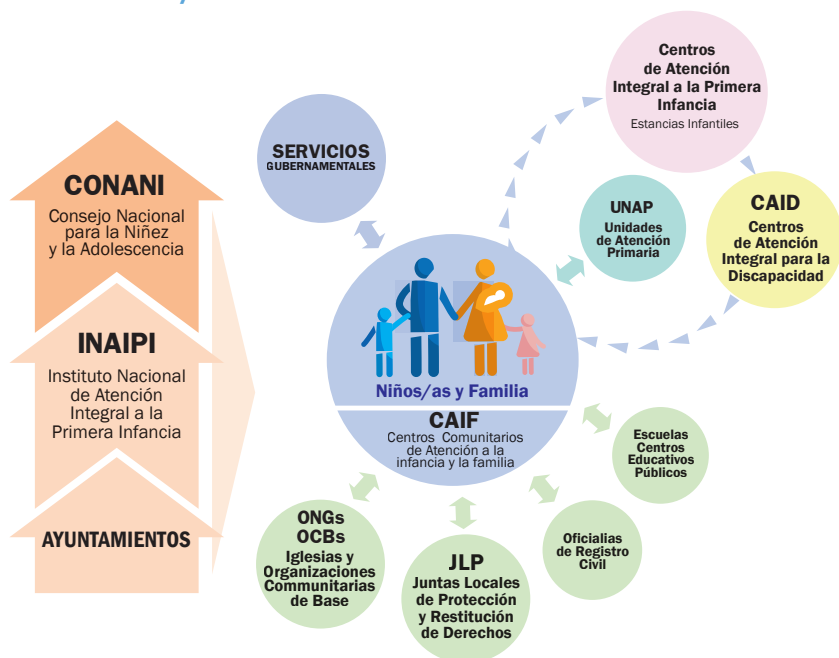 CONANI
Consejo Nacional
para la Niñez
y la Adolescencia
INAIPI
Instituto Nacional
de Atención
Integral a la
Primera Infancia
AYUNTAMIENTOS
SERVICIOS
GUBERNAMENTALES
Centros
de Atención
Integral a la Primera
Infancia
Estancias Infantiles
UNAP
Unidades
de Atención
Primaria
CAID
Centros
de Atención
Integral para la
Discapacidad
Niños/as y Familia
CAIF
Centros Comunitarios
de Atención a la
infancia y la familia
Escuelas
Centros
Educativos
Públicos
Oficialias
de Registro
Civil
JLP
Juntas Locales
de Protección
y Restitución
de Derechos
ONGs
OCBs
Iglesias y
Organizaciones
Communitarias
de Base